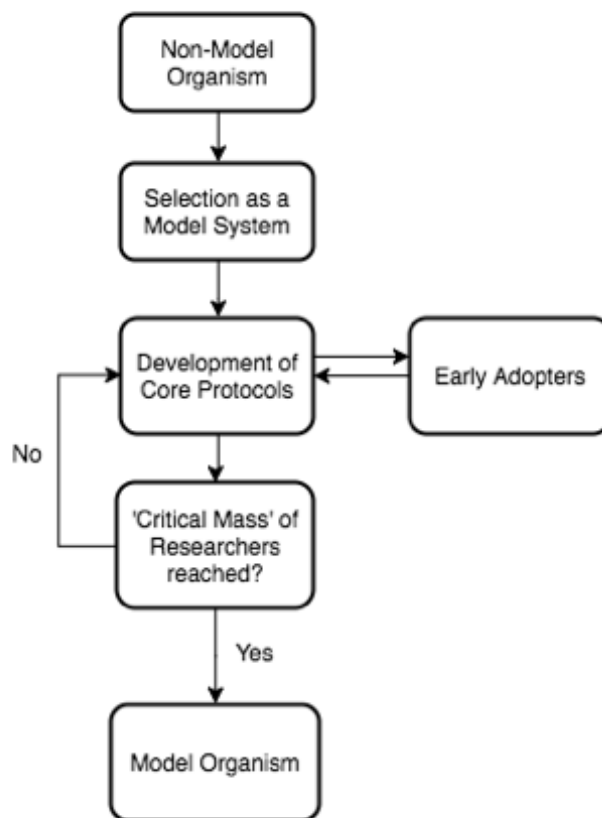 Non-Model
Organism
Selection as a
Model System
Development of
Core Protocols
Early Adopters
No
'Critical Mass' of
Researchers
reached?
Yes
Model Organism